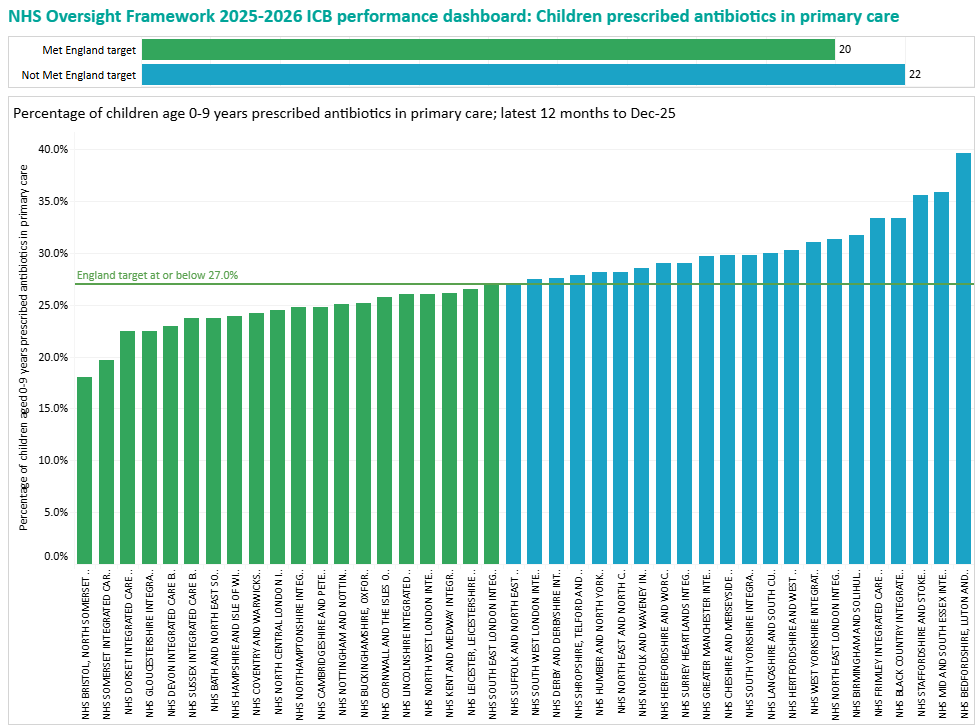 NHS Oversight Framework 2025-2026 ICB performance dashboard: Children prescribed antibiotics in primary care
Met England target
20
Not Met England target
22
Percentage of children age 0-9 years prescribed antibiotics in primary care; latest 12 months to Dec-25
Percentage of children aged 0-9 years prescribed antibiotics in primary care
40.0%
35.0%
30.0%
England target at or below 27.0%
25.0%
20.0%
15.0%
10.0%
5.0%
0.0%
NHS BRISTOL, NORTH SOMERSET ..
NHS SOMERSET INTEGRATED CAR..
NHS DORSET INTEGRATED CARE ..
NHS GLOUCESTERSHIRE INTEGRA..
NHS DEVON INTEGRATED CARE B..
NHS SUSSEX INTEGRATED CARE B..
NHS BATH AND NORTH EAST SO..
NHS HAMPSHIRE AND ISLE OF WI..
NHS COVENTRY AND WARWICKS..
NHS NORTH CENTRAL LONDON I..
NHS NORTHAMPTONSHIRE INTEG..
NHS CAMBRIDGESHIRE AND PETE..
NHS NOTTINGHAM AND NOTTIN..
NHS BUCKINGHAMSHIRE, OXFOR..
NHS CORNWALL AND THE ISLES O..
NHS LINCOLNSHIRE INTEGRATED ..
NHS NORTH WEST LONDON INTE..
NHS KENT AND MEDWAY INTEGR..
NHS LEICESTER, LEICESTERSHIRE ..
NHS SOUTH EAST LONDON INTEG..
NHS SUFFOLK AND NORTH EAST..
NHS SOUTH WEST LONDON INTE..
NHS DERBY AND DERBYSHIRE INT..
NHS SHROPSHIRE, TELFORD AND ..
NHS HUMBER AND NORTH YORK..
NHS NORTH EAST AND NORTH C..
NHS NORFOLK AND WAVENEY IN..
NHS HEREFORDSHIRE AND WORC..
NHS SURREY HEARTLANDS INTEG..
NHS GREATER MANCHESTER INTE..
NHS CHESHIRE AND MERSEYSIDE ..
NHS SOUTH YORKSHIRE INTEGRA..
NHS LANCASHIRE AND SOUTH CU..
NHS HERTFORDSHIRE AND WEST ..
NHS WEST YORKSHIRE INTEGRAT..
NHS NORTH EAST LONDON INTEG..
NHS BIRMINGHAM AND SOLIHUL..
NHS FRIMLEY INTEGRATED CARE ..
NHS BLACK COUNTRY INTEGRATE..
NHS STAFFORDSHIRE AND STOKE..
NHS MID AND SOUTH ESSEX INTE..
NHS BEDFORDSHIRE, LUTON AND..